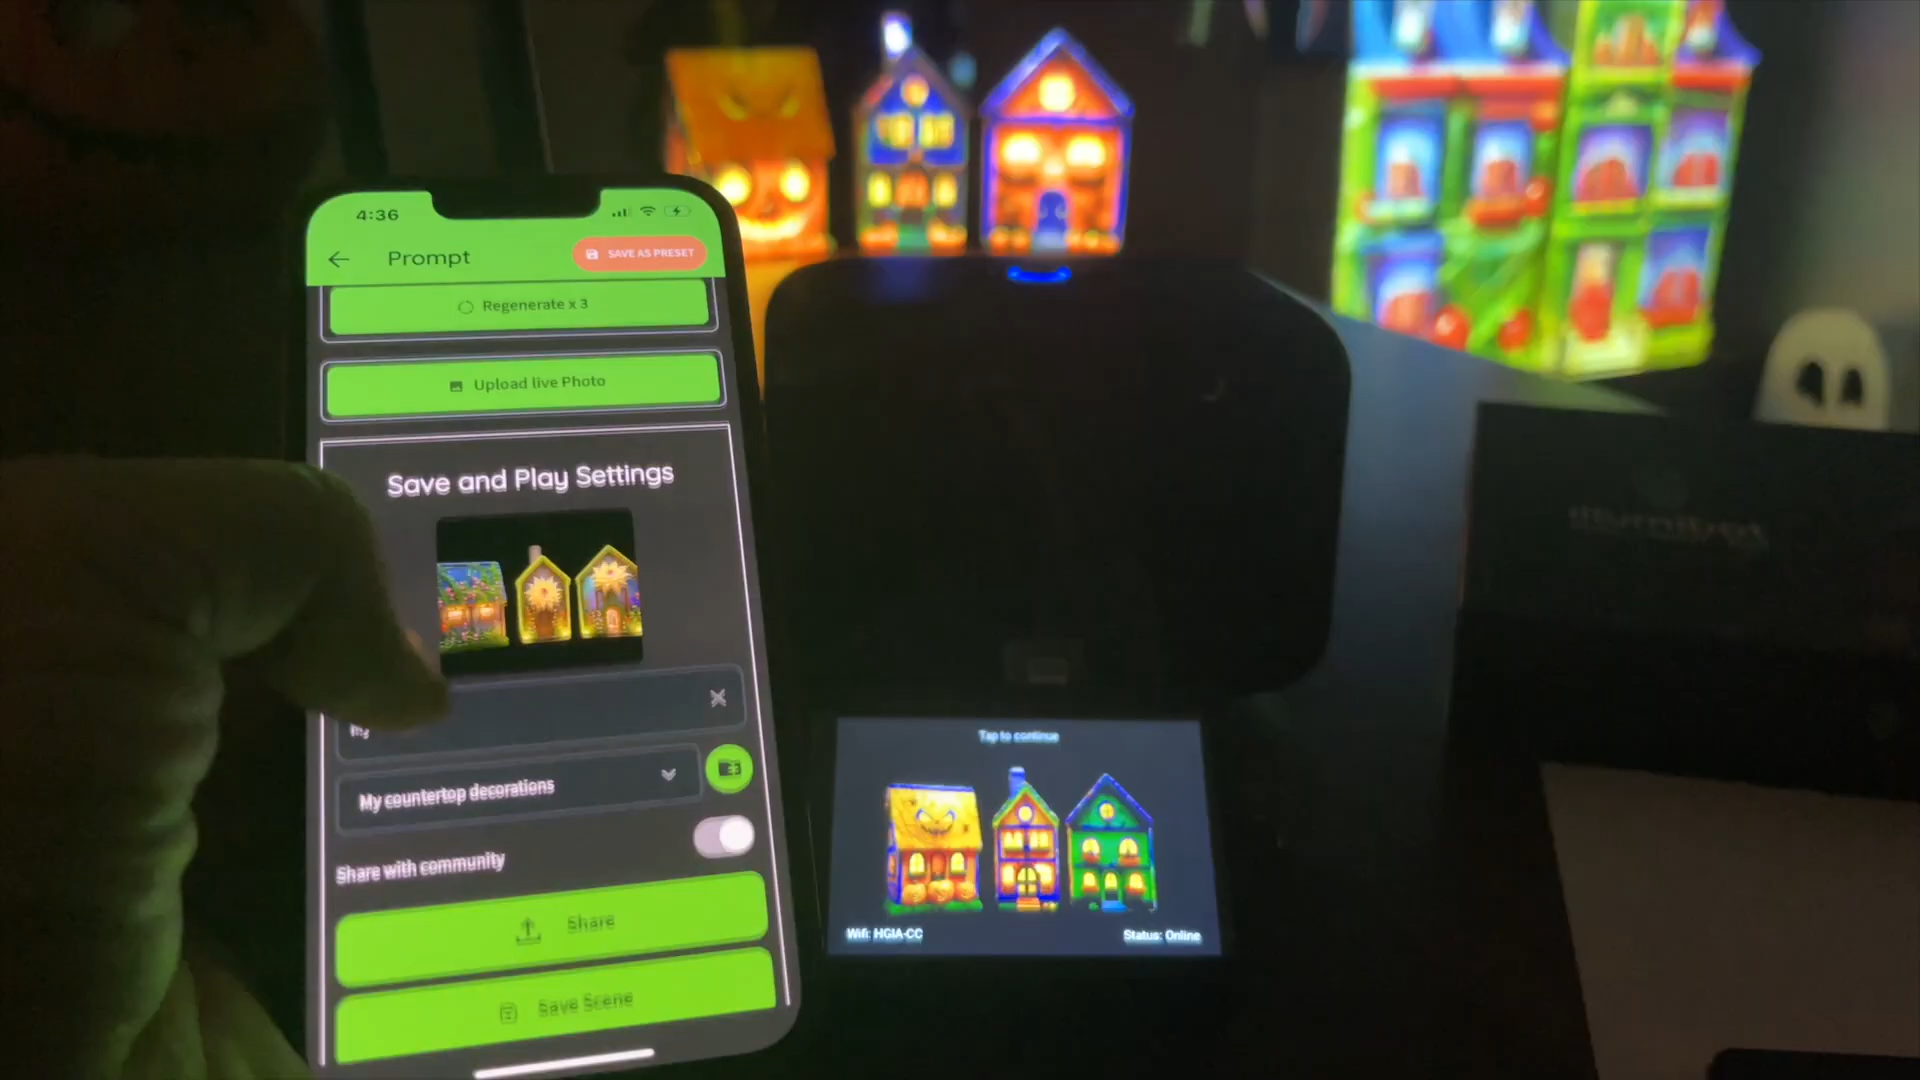 4:36
Prompt
SAVE AS PRESET
Regenerate x 3
Upload live Photo
Save and Play Settings
My countertop decorations
Share with community
Share
Save Scene
Tap to continue
Wifi: HGIA-CC
Status: Online